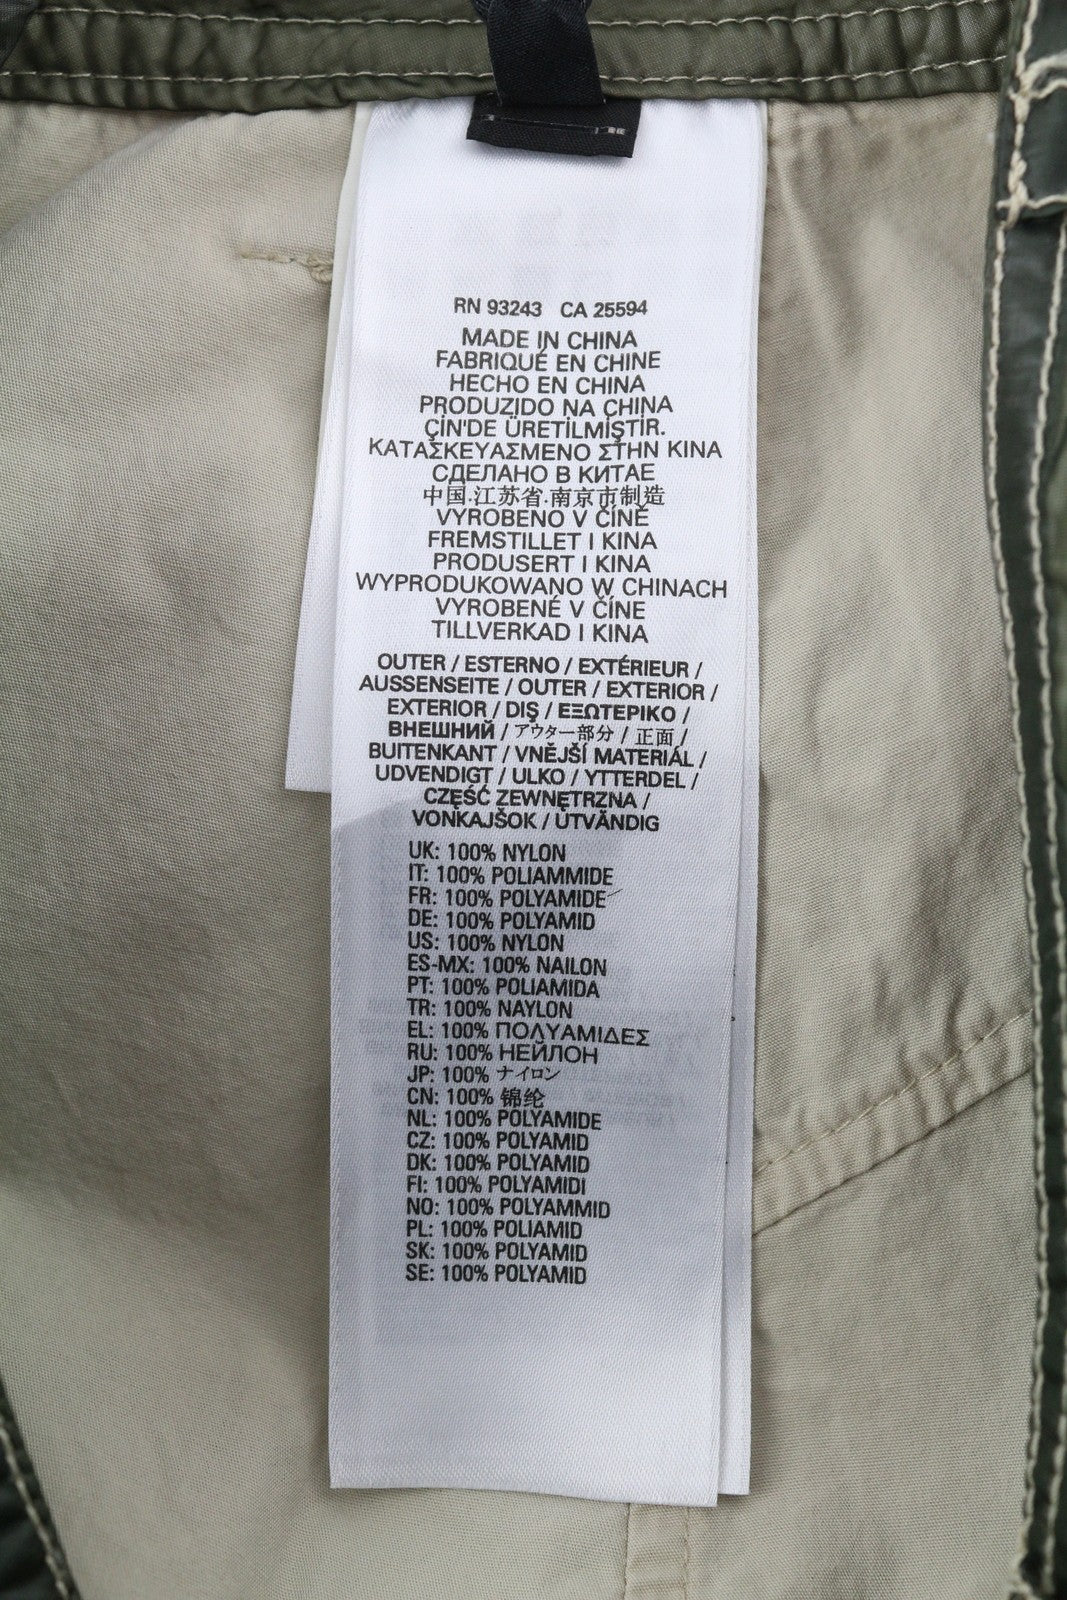 RN 93243 CA 25594
MADE IN CHINA
FABRIQUÉ EN CHINE
HECHO EN CHINA
PRODUZIDO NA CHINA
ÇİN'DE ÜRETİLMİŞTİR.
ΚΑΤΑΣΚΕΥΑΣΜΕΝΟ ΣΤΗΝ ΚΙΝΑ
СДЕЛАНО В КИТАЕ
中国.江苏省.南京市制造
VYROBENO V ČÍNĚ
FREMSTILLET I KINA
PRODUSERT I KINA
WYPRODUKOWANO W CHINACH
VYROBENÉ V ČÍNE
TILLVERKAD I KINA
OUTER / ESTERNO / EXTÉRIEUR /
AUSSENSEITE / OUTER / EXTERIOR /
EXTERIOR / DIŞ / ΕΞΩΤΕΡΙΚΟ /
ВНЕШНИЙ / アウター部分 / 正面 /
BUITENKANT / VNĚJŠÍ MATERIÁL /
UDVENDIGT / ULKO / YTTERDEL /
CZĘŚĆ ZEWNĘTRZNA /
VONKAJŠOK / UTVÄNDIG
UK: 100% NYLON
IT: 100% POLIAMMIDE
FR: 100% POLYAMIDE
DE: 100% POLYAMID
US: 100% NYLON
ES-MX: 100% NAILON
PT: 100% POLIAMIDA
TR: 100% NAYLON
EL: 100% ΠΟΛΥΑΜΙΔΕΣ
RU: 100% НЕЙЛОН
JP: 100% ナイロン
CN: 100% 锦纶
NL: 100% POLYAMIDE
CZ: 100% POLYAMID
DK: 100% POLYAMID
FI: 100% POLYAMIDI
NO: 100% POLYAMMID
PL: 100% POLIAMID
SK: 100% POLYAMID
SE: 100% POLYAMID